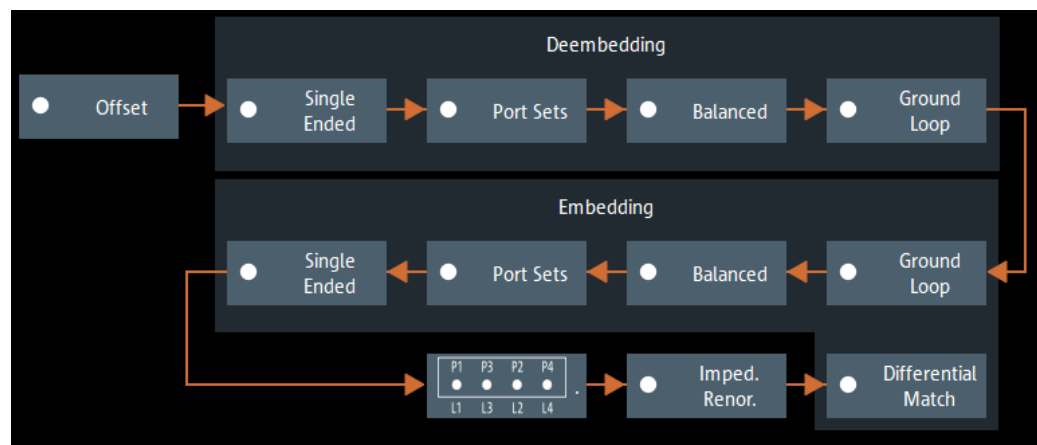 Deembedding
Offset
Single
Ended
Port Sets
Balanced
Ground
Loop
Embedding
Single
Ended
Port Sets
Balanced
Ground
Loop
P1 P3 P2 P4
.
L1 L3 L2 L4
Imped.
Renor.
Differential
Match